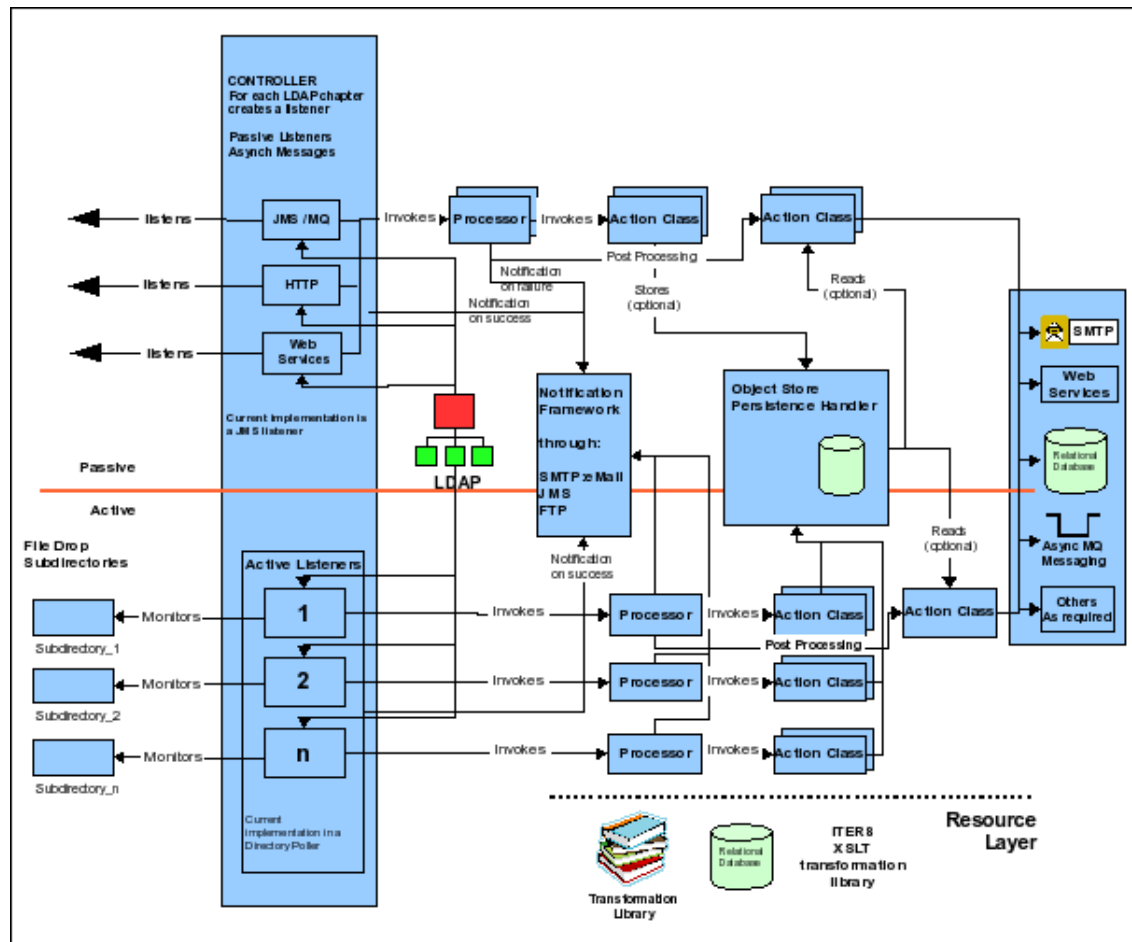 CONTROLLER
For each LDAP chapter
creates a listener
Passive Listeners
Asynch Messages
listens
JMS /MQ
Invokes
Processor
Invokes
Action Class
Action Class
Post Processing
Notification
on failure
Stores
(optional)
Reads
(optional)
listens
HTTP
Notification
on success
listens
Web
Services
SMTP
Web
Services
Relational
Database
Async MQ
Messaging
Others
As required
Current implementation is
a JMS listener
Notification
Framework
through:
SMTP:eMail
JMS
FTP
Object Store
Persistence Handler
LDAP
Passive
Active
Reads
(optional)
File Drop
Subdirectories
Active Listeners
Notification
on success
Monitors
1
Invokes
Processor
Invokes
Action Class
Action Class
Subdirectory_1
Post Processing
Monitors
2
Invokes
Processor
Invokes
Action Class
Subdirectory_2
Monitors
n
Invokes
Processor
Invokes
Action Class
Subdirectory_n
Current
implementation in a
Directory Poller
Transformation
Library
Relational
Database
ITER8
XSLT
transformation
library
Resource
Layer